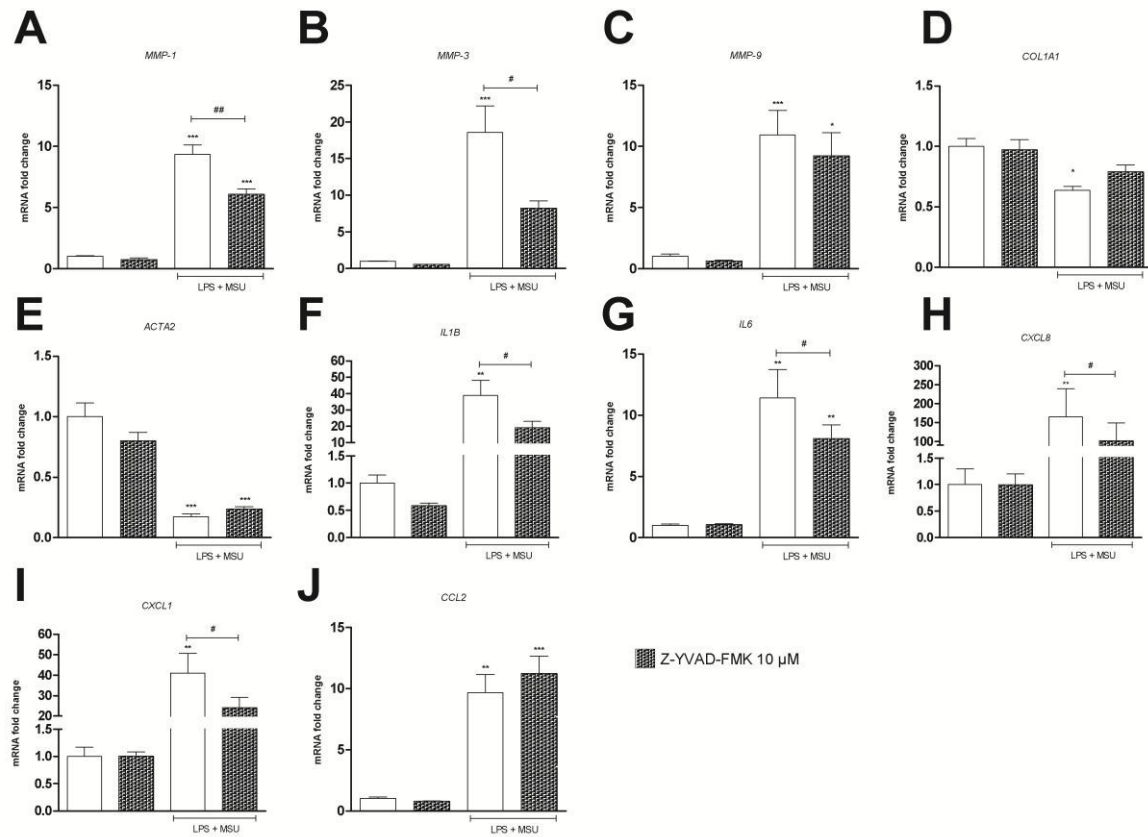 A
MMP-1
mRNA fold change
15
10
5
0
***
##
***
LPS + MSU
B
MMP-3
mRNA fold change
25
20
15
10
5
0
***
#
LPS + MSU
C
MMP-9
mRNA fold change
15
10
5
0
***
*
LPS + MSU
D
COL1A1
mRNA fold change
1.5
1.0
0.5
0.0
*
LPS + MSU
E
ACTA2
mRNA fold change
1.5
1.0
0.5
0.0
***
***
LPS + MSU
F
IL1B
mRNA fold change
60
50
40
30
20
10
1.5
1.0
0.5
0.0
**
#
LPS + MSU
G
IL6
mRNA fold change
15
10
5
0
**
#
**
LPS + MSU
H
CXCL8
mRNA fold change
300
250
200
150
100
50
1.5
1.0
0.5
0.0
**
#
LPS + MSU
I
CXCL1
mRNA fold change
60
50
40
30
20
1.5
1.0
0.5
0.0
**
#
LPS + MSU
J
CCL2
mRNA fold change
15
10
5
0
**
***
LPS + MSU
Z-YVAD-FMK 10 µM